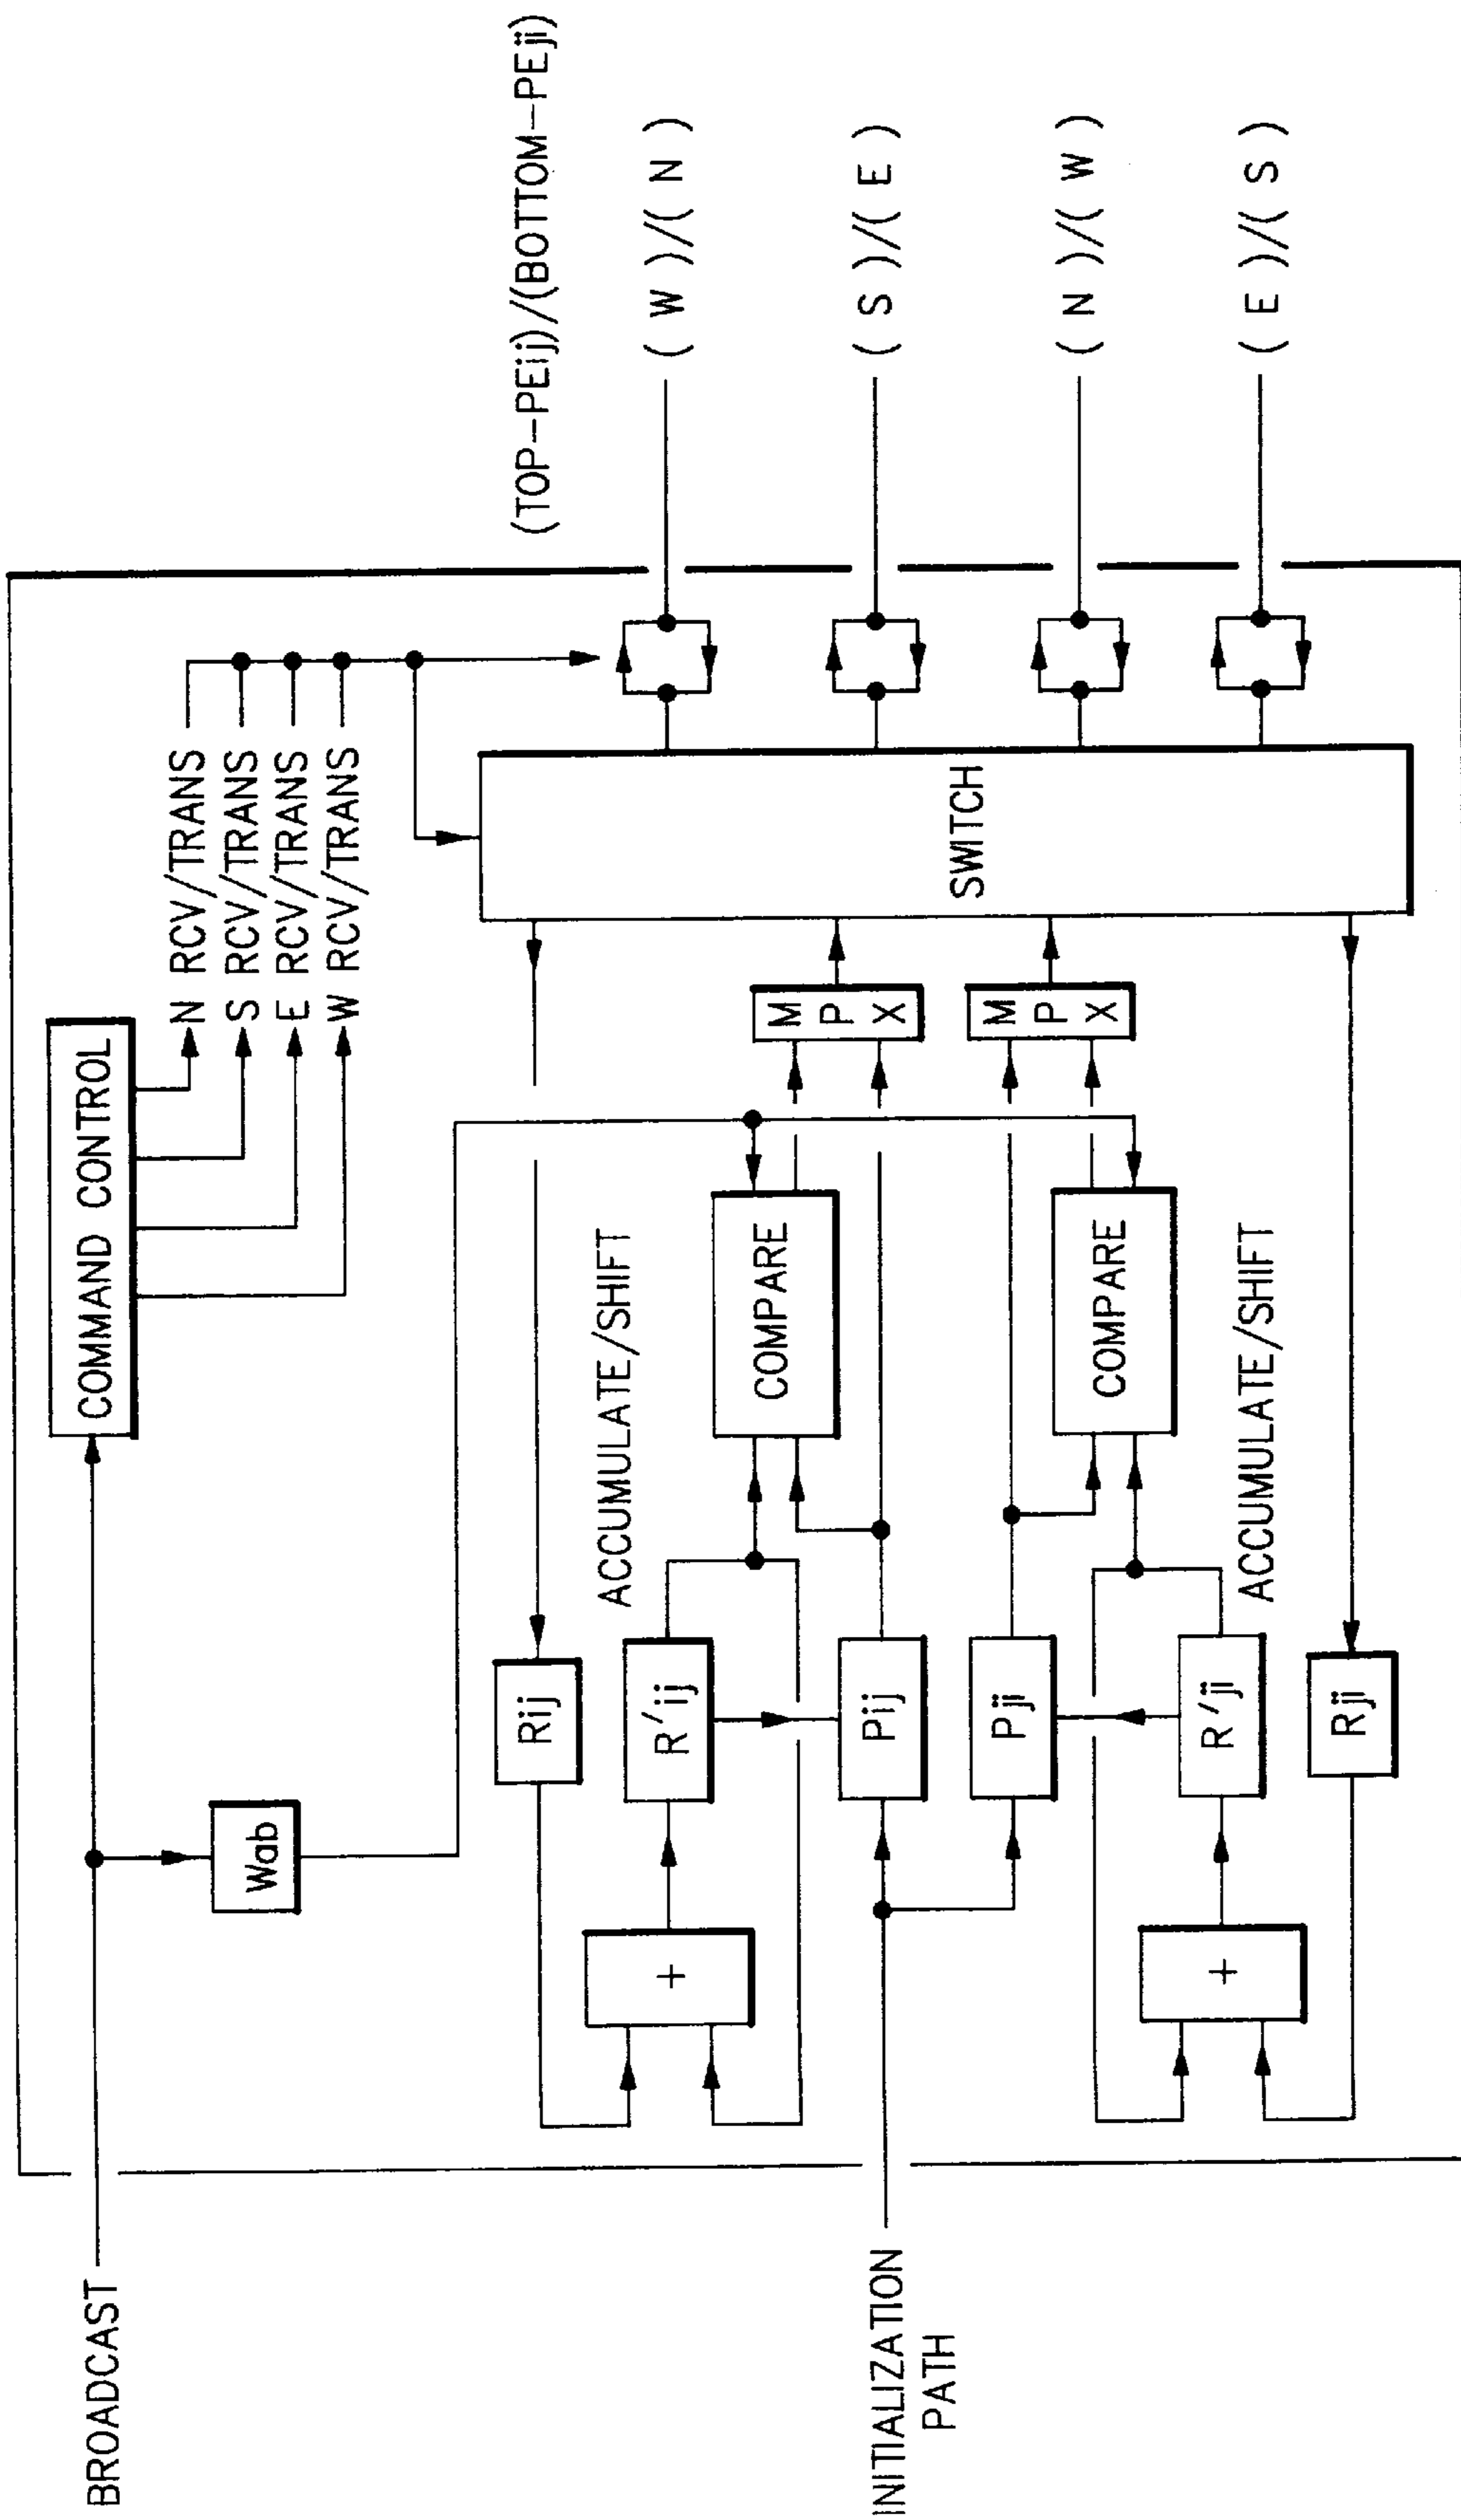 BROADCAST
COMMAND CONTROL
N RCV/TRANS
S RCV/TRANS
E RCV/TRANS
W RCV/TRANS
Wab
(TOP-PEij)/(BOTTOM-PEji)
Rij
ACCUMULATE/SHIFT
( W )/( N )
+
R'ij
COMPARE
MPX
( S )/( E )
INITIALIZATION
PATH
Pij
SWITCH
Pji
COMPARE
MPX
( N )/( W )
+
R'ji
ACCUMULATE/SHIFT
( E )/( S )
Rji